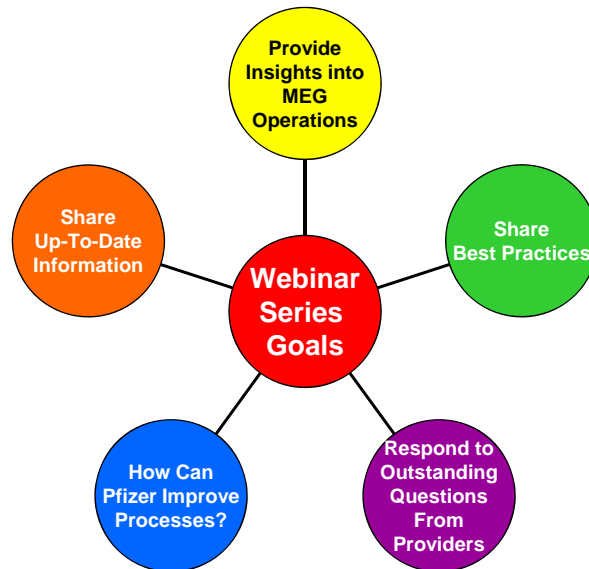 Provide
Insights into
MEG
Operations
Share
Up-To-Date
Information
Share
Best Practices
Webinar
Series
Goals
How Can
Pfizer Improve
Processes?
Respond to
Outstanding
Questions
From
Providers